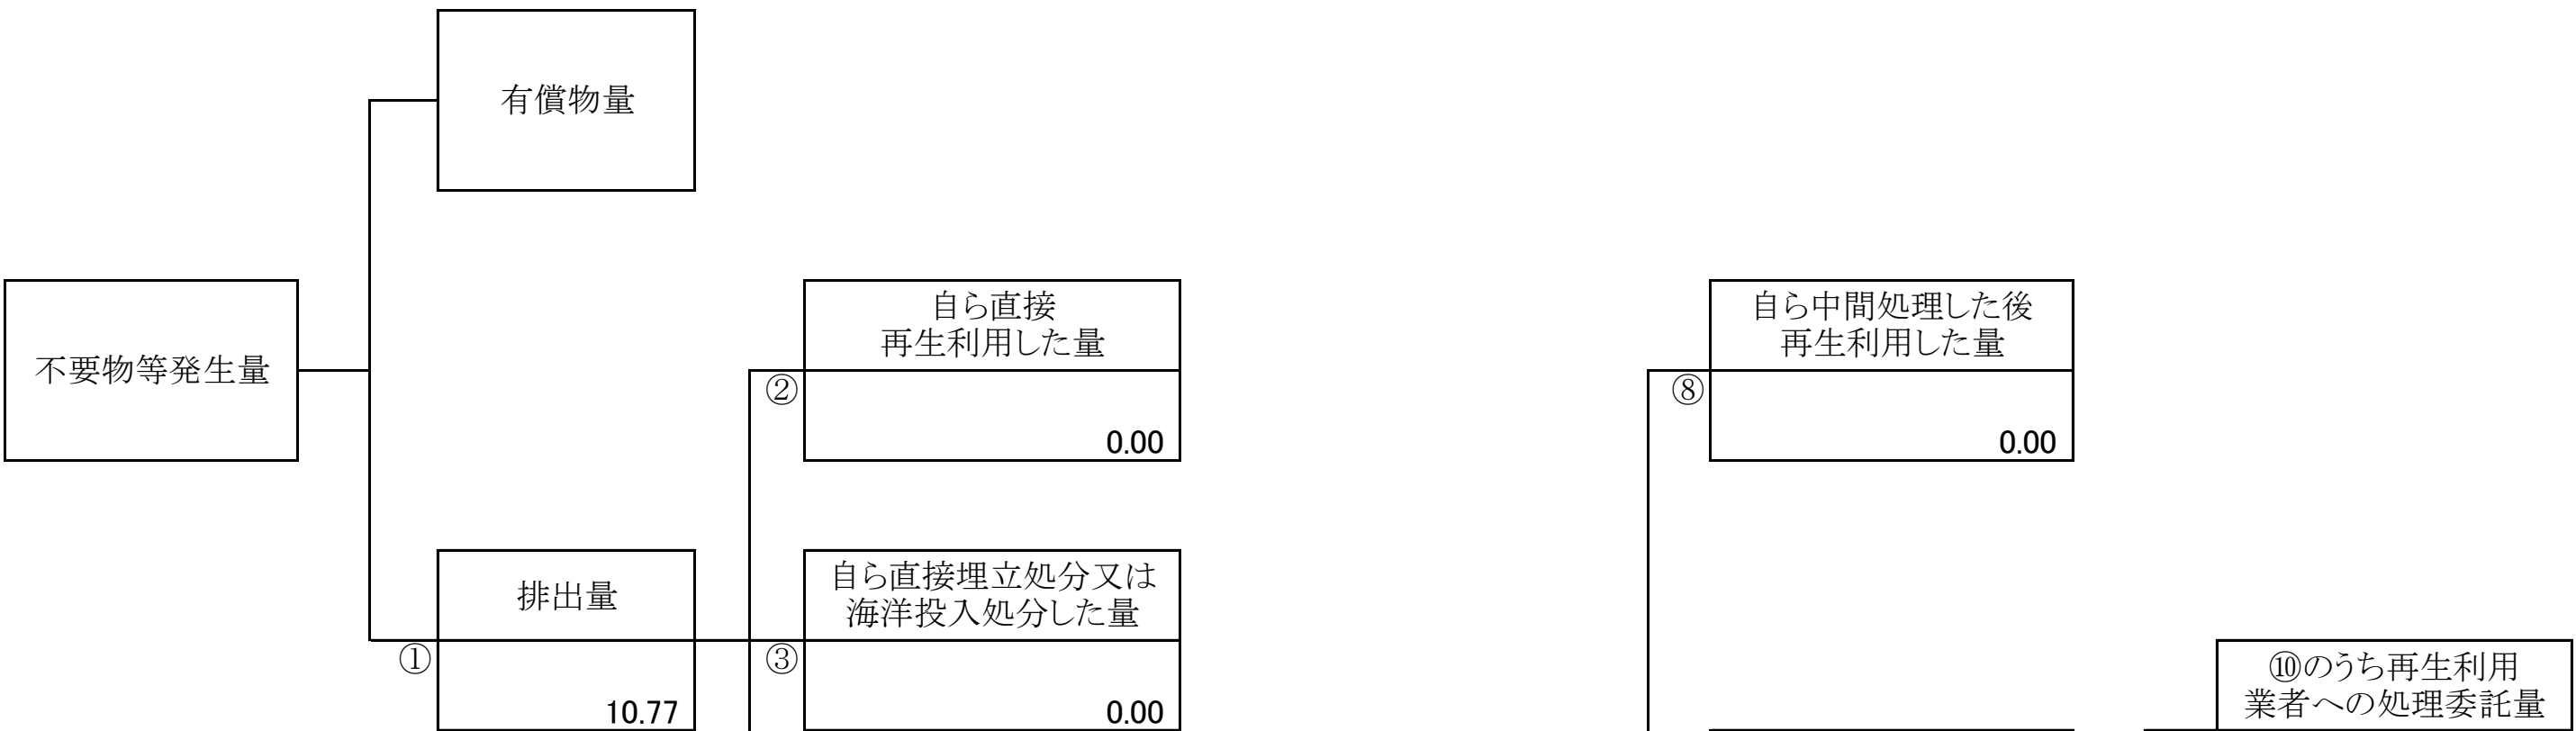 有償物量
不要物等発生量
自ら直接
再生利用した量
②
0.00
自ら中間処理した後
再生利用した量
⑧
0.00
排出量
①
10.77
自ら直接埋立処分又は
海洋投入処分した量
③
0.00
⑩のうち再生利用
業者への処理委託量